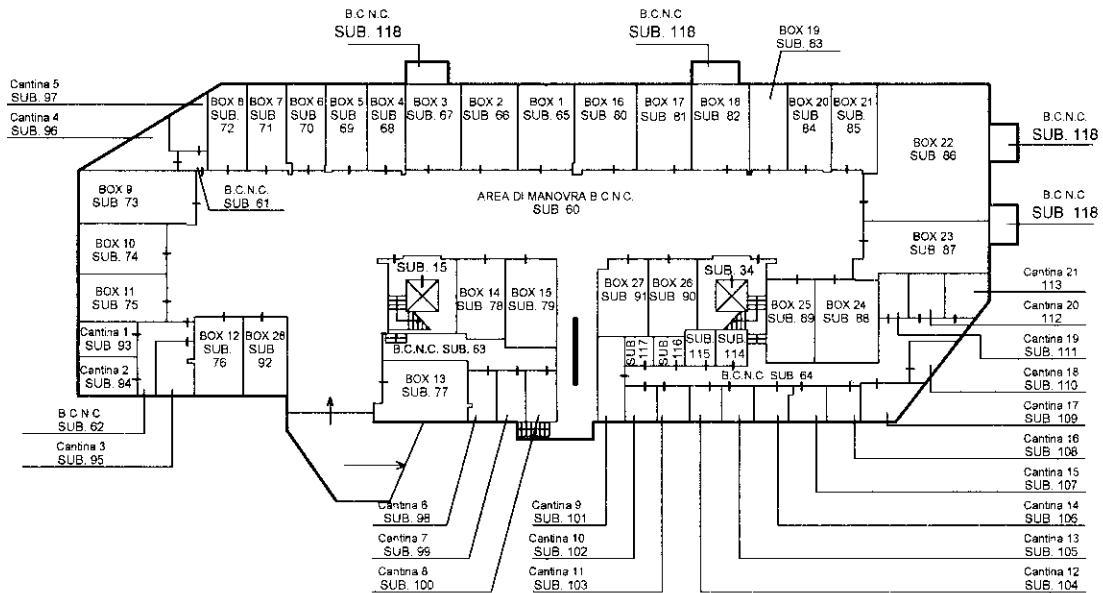 B.C.N.C.
SUB. 118
B.C.N.C
SUB. 118
BOX 19
SUB. 83
Cantina 5
SUB. 97
Cantina 4
SUB. 96
BOX 8
SUB.
72
BOX 7
SUB.
71
BOX 6
SUB.
70
BOX 5
SUB.
69
BOX 4
SUB.
68
BOX 3
SUB. 67
BOX 2
SUB. 66
BOX 1
SUB. 65
BOX 16
SUB. 80
BOX 17
SUB. 81
BOX 18
SUB. 82
BOX 20
SUB.
84
BOX 21
SUB.
85
BOX 22
SUB 86
B.C.N.C.
SUB. 118
BOX 9
SUB 73
B.C.N.C.
SUB 61
AREA DI MANOVRA B C N C.
SUB 60
B.C.N.C
SUB 118
BOX 10
SUB. 74
BOX 23
SUB. 87
BOX 11
SUB. 75
SUB. 15
BOX 14
SUB.
78
BOX 15
SUB.
79
BOX 27
SUB.
91
BOX 26
SUB.
90
SUB. 34
BOX 25
SUB.
89
BOX 24
SUB.
88
Cantina 21
113
Cantina 20
112
Cantina 19
SUB. 111
Cantina 18
SUB. 110
Cantina 17
SUB. 109
Cantina 16
SUB. 108
Cantina 15
SUB. 107
Cantina 14
SUB. 106
Cantina 13
SUB. 105
Cantina 12
SUB. 104
Cantina 1
SUB. 93
Cantina 2
SUB. 94
BOX 12
SUB.
76
BOX 28
SUB
92
B.C.N.C. SUB. 63
BOX 13
SUB. 77
SUB.
117
SUB.
116
SUB.
115
SUB.
114
B.C.N.C SUB. 64
B C N C
SUB. 62
Cantina 3
SUB. 95
Cantina 6
SUB. 98
Cantina 7
SUB. 99
Cantina 8
SUB. 100
Cantina 9
SUB. 101
Cantina 10
SUB. 102
Cantina 11
SUB. 103